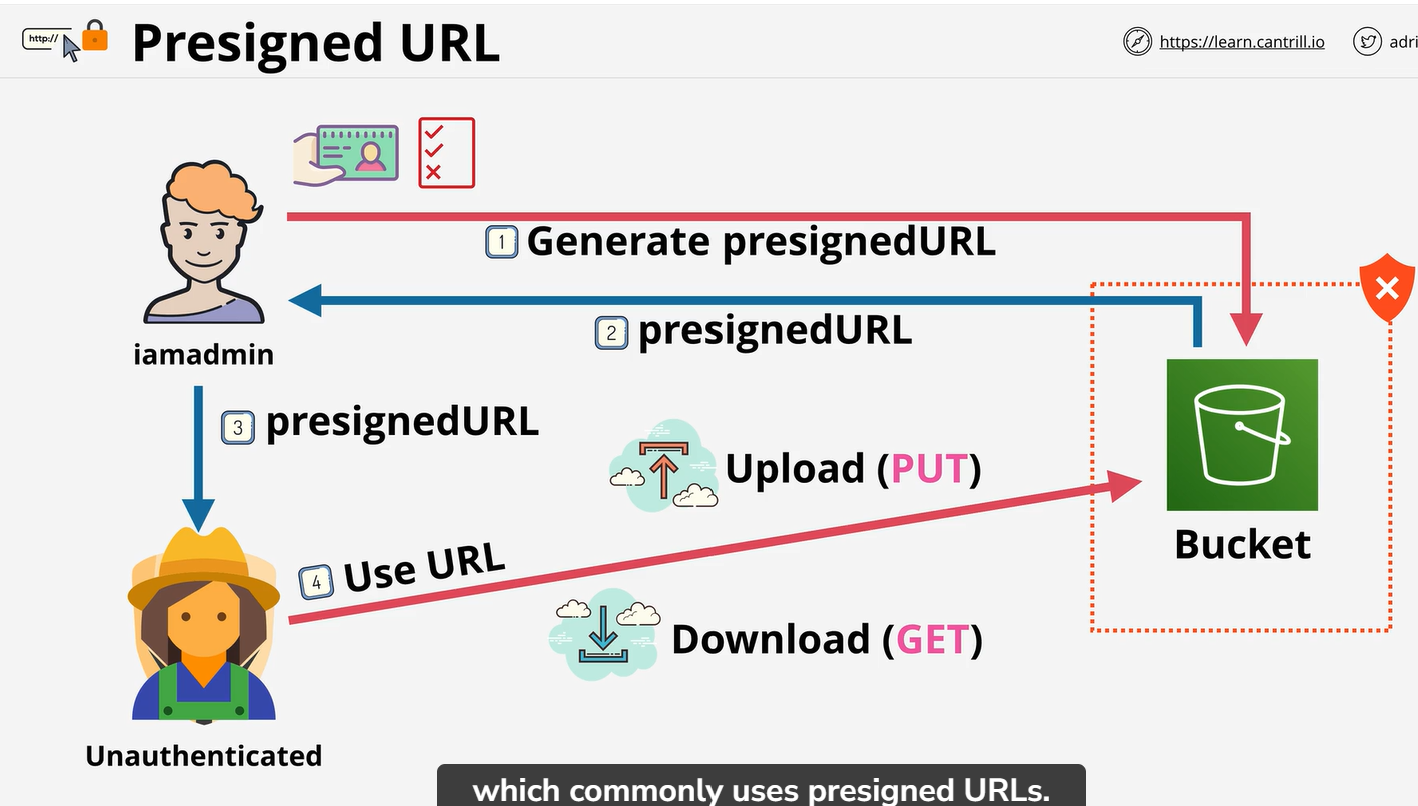 http://
Presigned URL
https://learn.cantrill.io
adri
1 Generate presignedURL
2 presignedURL
iamadmin
3 presignedURL
Upload (PUT)
Bucket
4 Use URL
Download (GET)
Unauthenticated
which commonly uses presigned URLs.